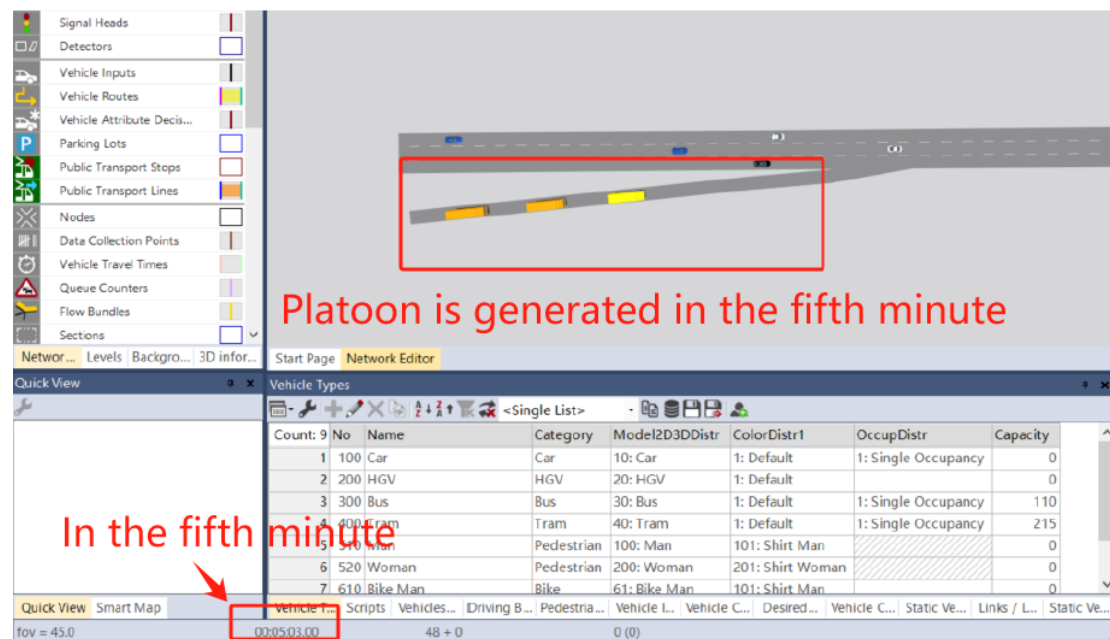 Signal Heads
Detectors
Vehicle Inputs
Vehicle Routes
Vehicle Attribute Decis...
Parking Lots
Public Transport Stops
Public Transport Lines
Nodes
Data Collection Points
Vehicle Travel Times
Queue Counters
Flow Bundles
Sections
Networ... Levels Backgro... 3D infor...
Platoon is generated in the fifth minute
Start Page Network Editor
Quick View
Vehicle Types
<Single List>
Count: 9 No Name Category Model2D3DDistr ColorDistr1 OccupDistr Capacity
1 100 Car Car 10: Car 1: Default 1: Single Occupancy 0
2 200 HGV HGV 20: HGV 1: Default 0
3 300 Bus Bus 30: Bus 1: Default 1: Single Occupancy 110
4 400 Tram Tram 40: Tram 1: Default 1: Single Occupancy 215
5 510 Man Pedestrian 100: Man 101: Shirt Man 0
6 520 Woman Pedestrian 200: Woman 201: Shirt Woman 0
7 610 Bike Man Bike 61: Bike Man 101: Shirt Man 0
In the fifth minute
Quick View Smart Map
Vehicle T... Scripts Vehicles... Driving B... Pedestria... Vehicle I... Vehicle C... Desired... Vehicle C... Static Ve... Links / L... Static Ve...
fov = 45.0 00:05:03.00 48 + 0 0 (0)